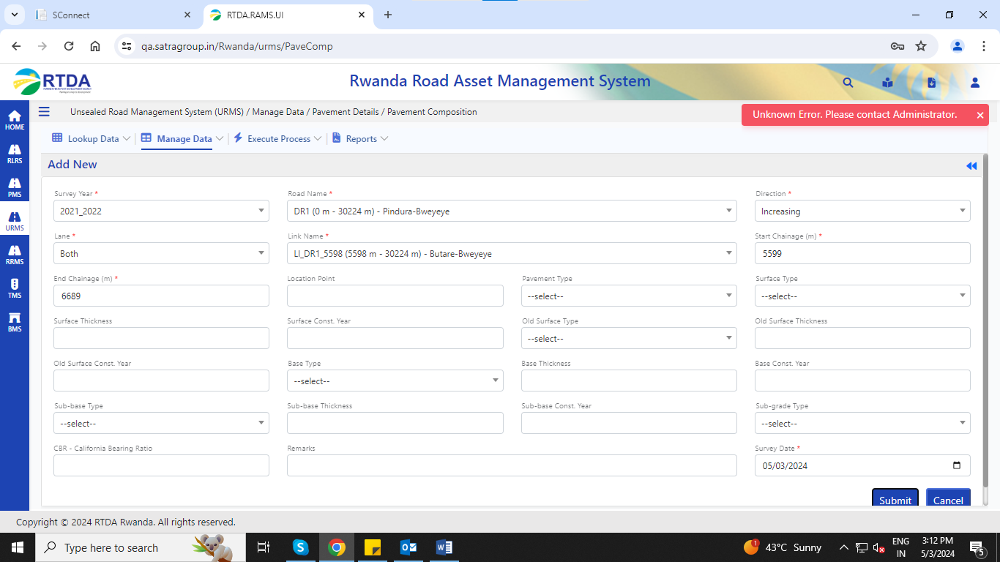 SConnect
RTDA.RAMS.UI
qa.satragroup.in/Rwanda/urms/PaveComp
RTDA
Rwanda Road Asset Management System
HOME
RLRS
PMS
URMS
RRMS
TMS
BMS
Unsealed Road Management System (URMS) / Manage Data / Pavement Details / Pavement Composition
Unknown Error. Please contact Administrator.
Lookup Data
Manage Data
Execute Process
Reports
Add New
Survey Year *
Road Name *
Direction *
2021_2022
DR1 (0 m - 30224 m) - Pindura-Bweyeye
Increasing
Lane *
Link Name *
Start Chainage (m) *
Both
LI_DR1_5598 (5598 m - 30224 m) - Butare-Bweyeye
5599
End Chainage (m) *
Location Point
Pavement Type
Surface Type
6689
--select--
--select--
Surface Thickness
Surface Const. Year
Old Surface Type
Old Surface Thickness
--select--
Old Surface Const. Year
Base Type
Base Thickness
Base Const. Year
--select--
Sub-base Type
Sub-base Thickness
Sub-base Const. Year
Sub-grade Type
--select--
--select--
CBR - California Bearing Ratio
Remarks
Survey Date *
05/03/2024
Submit
Cancel
Copyright © 2024 RTDA Rwanda. All rights reserved.
Type here to search
1
43°C Sunny
ENG
IN
3:12 PM
5/3/2024
5